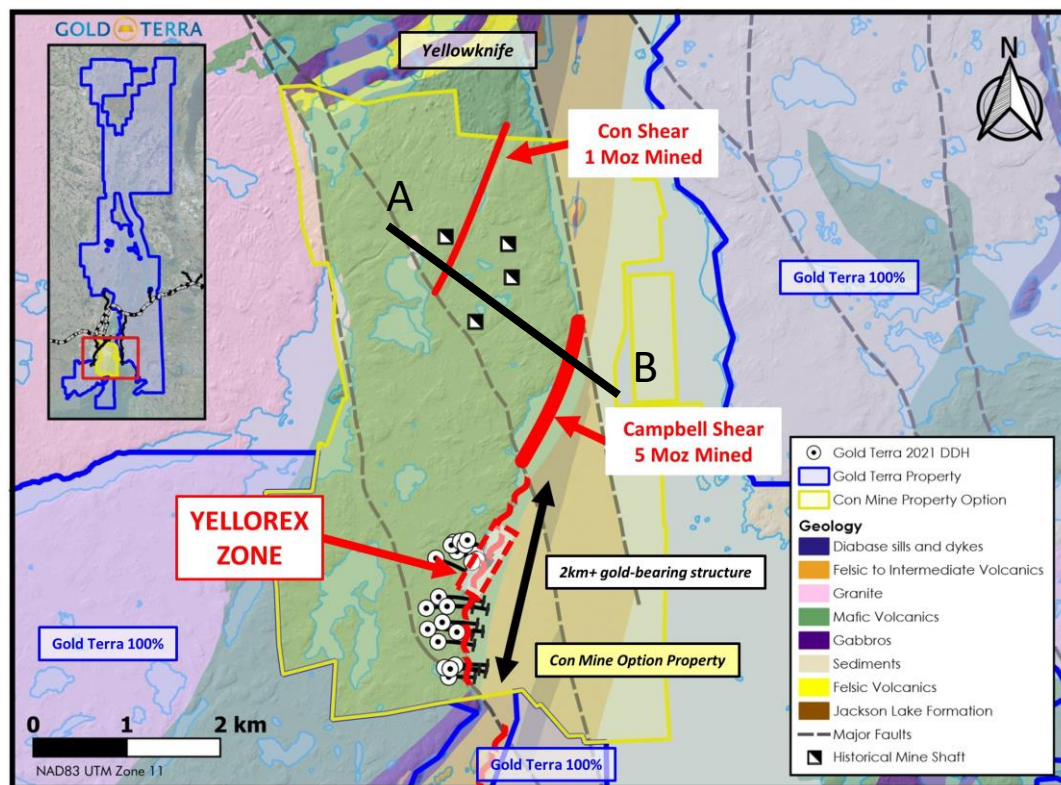 GOLD TERRA
Yellowknife
N
Con Shear
1 Moz Mined
A
Gold Terra 100%
B
Campbell Shear
5 Moz Mined
YELLOREX
ZONE
2km+ gold-bearing structure
Gold Terra 100%
Con Mine Option Property
0 1 2 km
NAD83 UTM Zone 11
Gold Terra 100%
Gold Terra 2021 DDH
Gold Terra Property
Con Mine Property Option
Geology
Diabase sills and dykes
Felsic to Intermediate Volcanics
Granite
Mafic Volcanics
Gabbros
Sediments
Felsic Volcanics
Jackson Lake Formation
Major Faults
Historical Mine Shaft